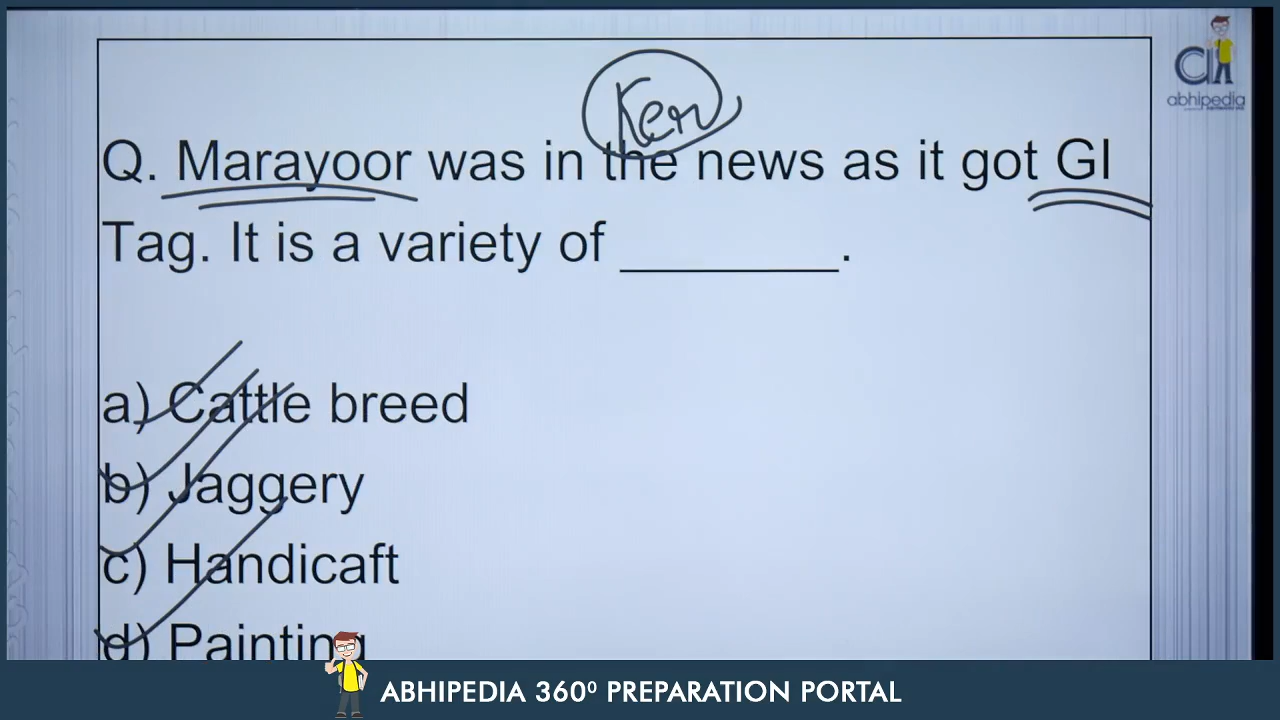 Ker
Q. Marayoor was in the news as it got GI
Tag. It is a variety of ________.
a) Cattle breed
b) Jaggery
c) Handicaft
d) Painting
abhipedia
ABHIPEDIA 360⁰ PREPARATION PORTAL